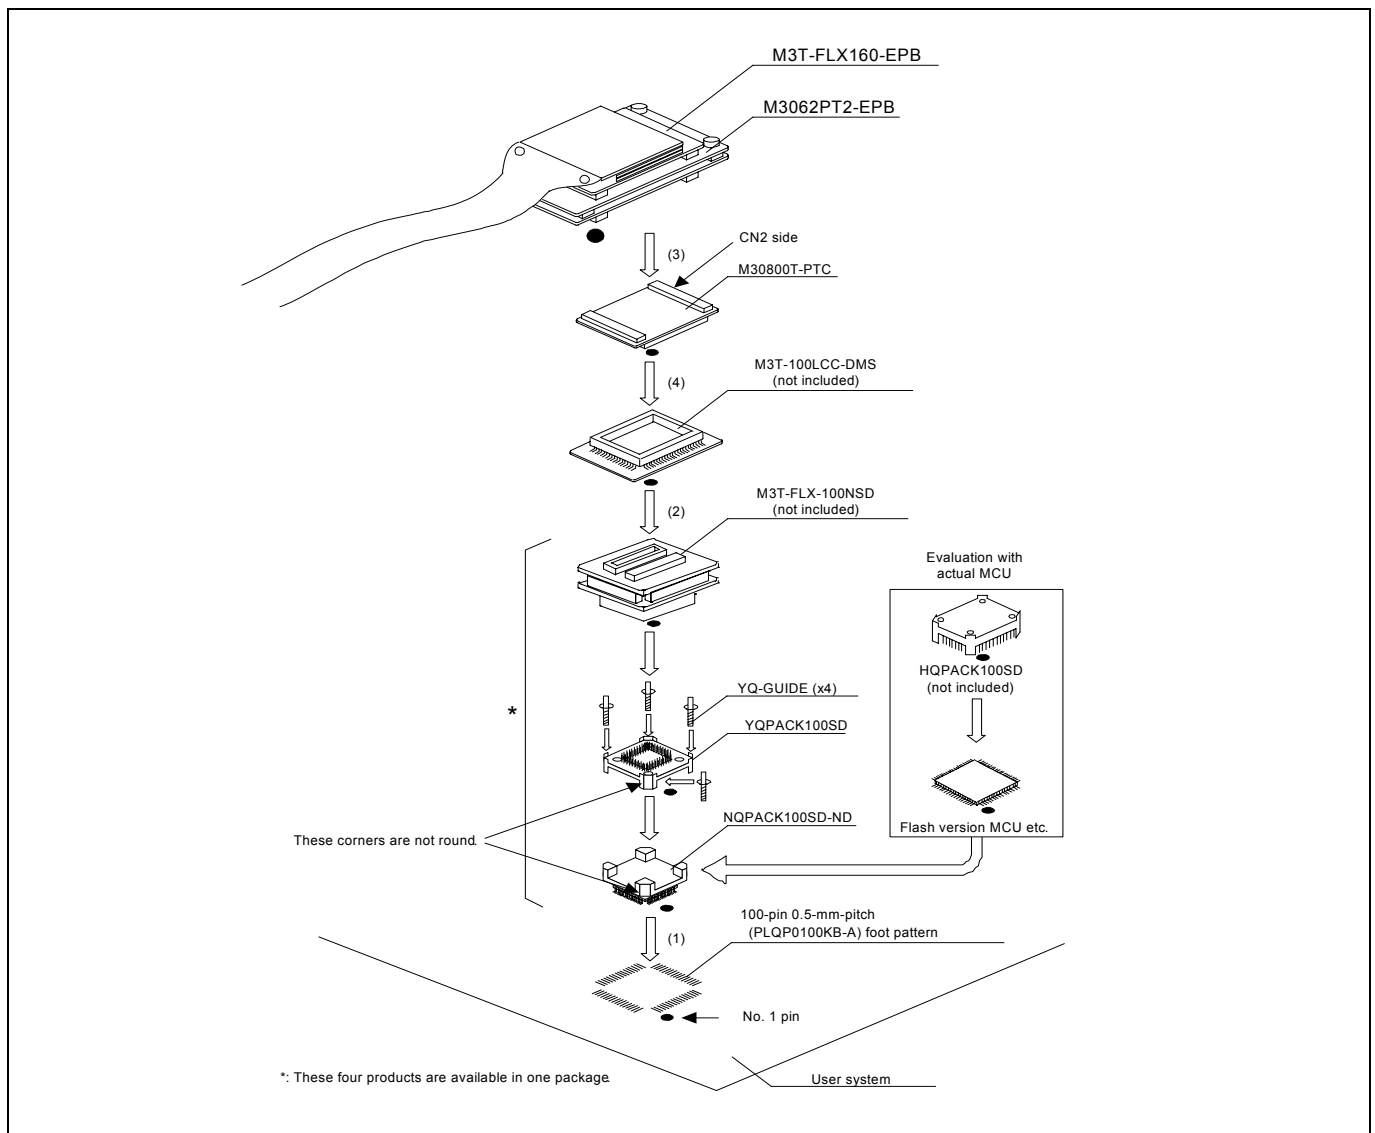 M3T-FLX160-EPB
M3062PT2-EPB
CN2 side
(3)
M30800T-PTC
M3T-100LCC-DMS
(not included)
(4)
M3T-FLX-100NSD
(not included)
(2)
Evaluation with
actual MCU
HQPACK100SD
(not included)
YQ-GUIDE (x4)
*
YQPACK100SD
NQPACK100SD-ND
Flash version MCU etc.
These corners are not round.
100-pin 0.5-mm-pitch
(PLQP0100KB-A) foot pattern
(1)
No. 1 pin
*: These four products are available in one package.
User system